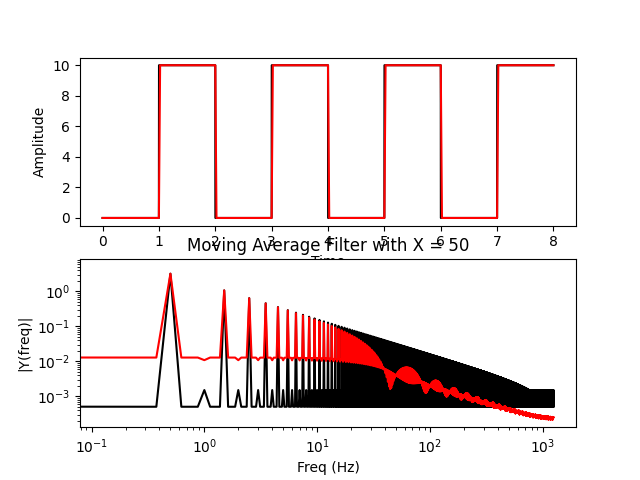 10
8
6
4
2
0
Amplitude
0 1 2 3 4 5 6 7 8
Moving Average Filter with X = 50
10⁰
10⁻¹
10⁻²
10⁻³
|Y(freq)|
10⁻¹ 10⁰ 10¹ 10² 10³
Freq (Hz)